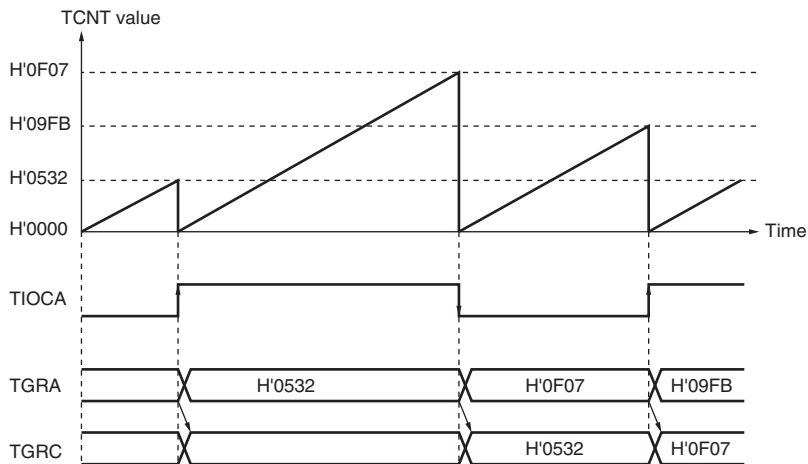 TCNT value
H'0F07
H'09FB
H'0532
H'0000
Time
TIOCA
TGRA H'0532 H'0F07 H'09FB
TGRC H'0532 H'0F07